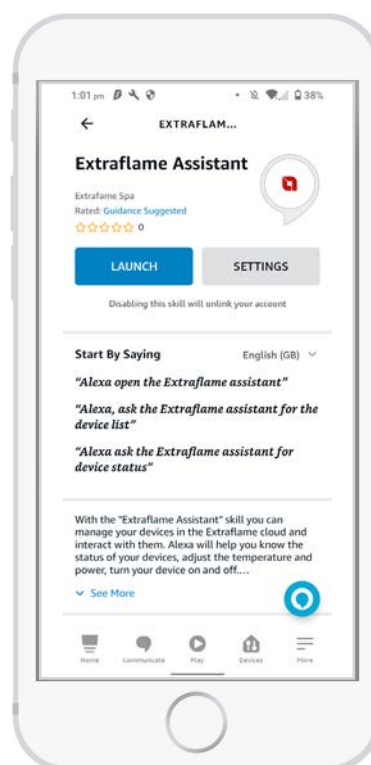 1:01 pm 38%
EXTRAFLAM...
Extraflame Assistant
Extrafame Spa
Rated: Guidance Suggested
0
LAUNCH SETTINGS
Disabling this skill will unlink your account
Start By Saying English (GB)
"Alexa open the Extraflame assistant"
"Alexa, ask the Extraflame assistant for the
device list"
"Alexa ask the Extraflame assistant for
device status"
With the "Extraflame Assistant" skill you can
manage your devices in the Extraflame cloud and
interact with them. Alexa will help you know the
status of your devices, adjust the temperature and
power, turn your device on and off....
See More
Home Communicate Play Devices More